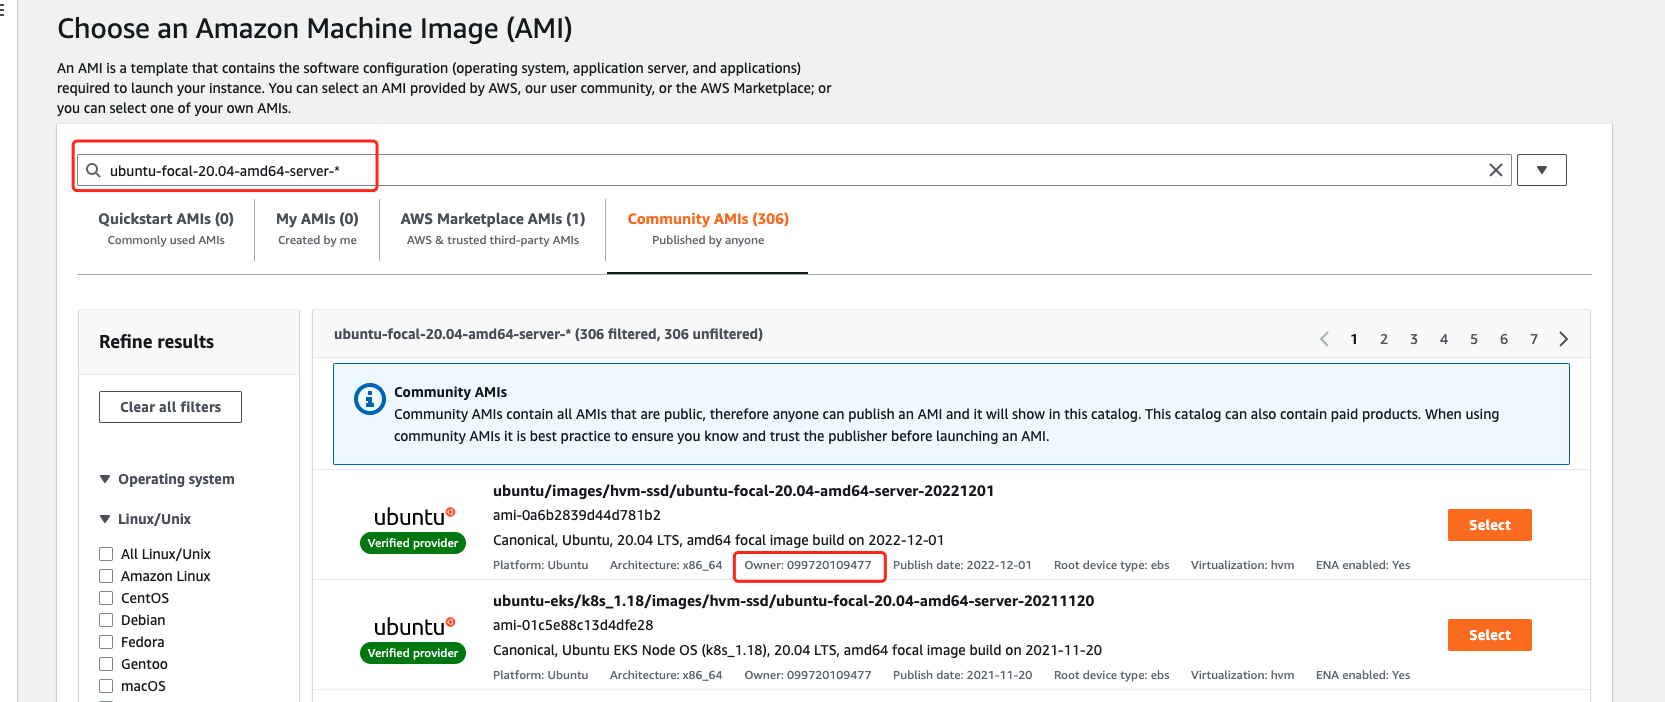 Choose an Amazon Machine Image (AMI)
An AMI is a template that contains the software configuration (operating system, application server, and applications)
required to launch your instance. You can select an AMI provided by AWS, our user community, or the AWS Marketplace; or
you can select one of your own AMIs.
ubuntu-focal-20.04-amd64-server-*
Quickstart AMIs (0)
Commonly used AMIs
My AMIs (0)
Created by me
AWS Marketplace AMIs (1)
AWS & trusted third-party AMIs
Community AMIs (306)
Published by anyone
Refine results
Clear all filters
Operating system
Linux/Unix
All Linux/Unix
Amazon Linux
CentOS
Debian
Fedora
Gentoo
macOS
ubuntu-focal-20.04-amd64-server-* (306 filtered, 306 unfiltered)
1 2 3 4 5 6 7
Community AMIs
Community AMIs contain all AMIs that are public, therefore anyone can publish an AMI and it will show in this catalog. This catalog can also contain paid products. When using
community AMIs it is best practice to ensure you know and trust the publisher before launching an AMI.
ubuntu
Verified provider
ubuntu/images/hvm-ssd/ubuntu-focal-20.04-amd64-server-20221201
ami-0a6b2839d44d781b2
Canonical, Ubuntu, 20.04 LTS, amd64 focal image build on 2022-12-01
Platform: Ubuntu Architecture: x86_64 Owner: 099720109477 Publish date: 2022-12-01 Root device type: ebs Virtualization: hvm ENA enabled: Yes
Select
ubuntu
Verified provider
ubuntu-eks/k8s_1.18/images/hvm-ssd/ubuntu-focal-20.04-amd64-server-20211120
ami-01c5e88c13d4dfe28
Canonical, Ubuntu EKS Node OS (k8s_1.18), 20.04 LTS, amd64 focal image build on 2021-11-20
Platform: Ubuntu Architecture: x86_64 Owner: 099720109477 Publish date: 2021-11-20 Root device type: ebs Virtualization: hvm ENA enabled: Yes
Select